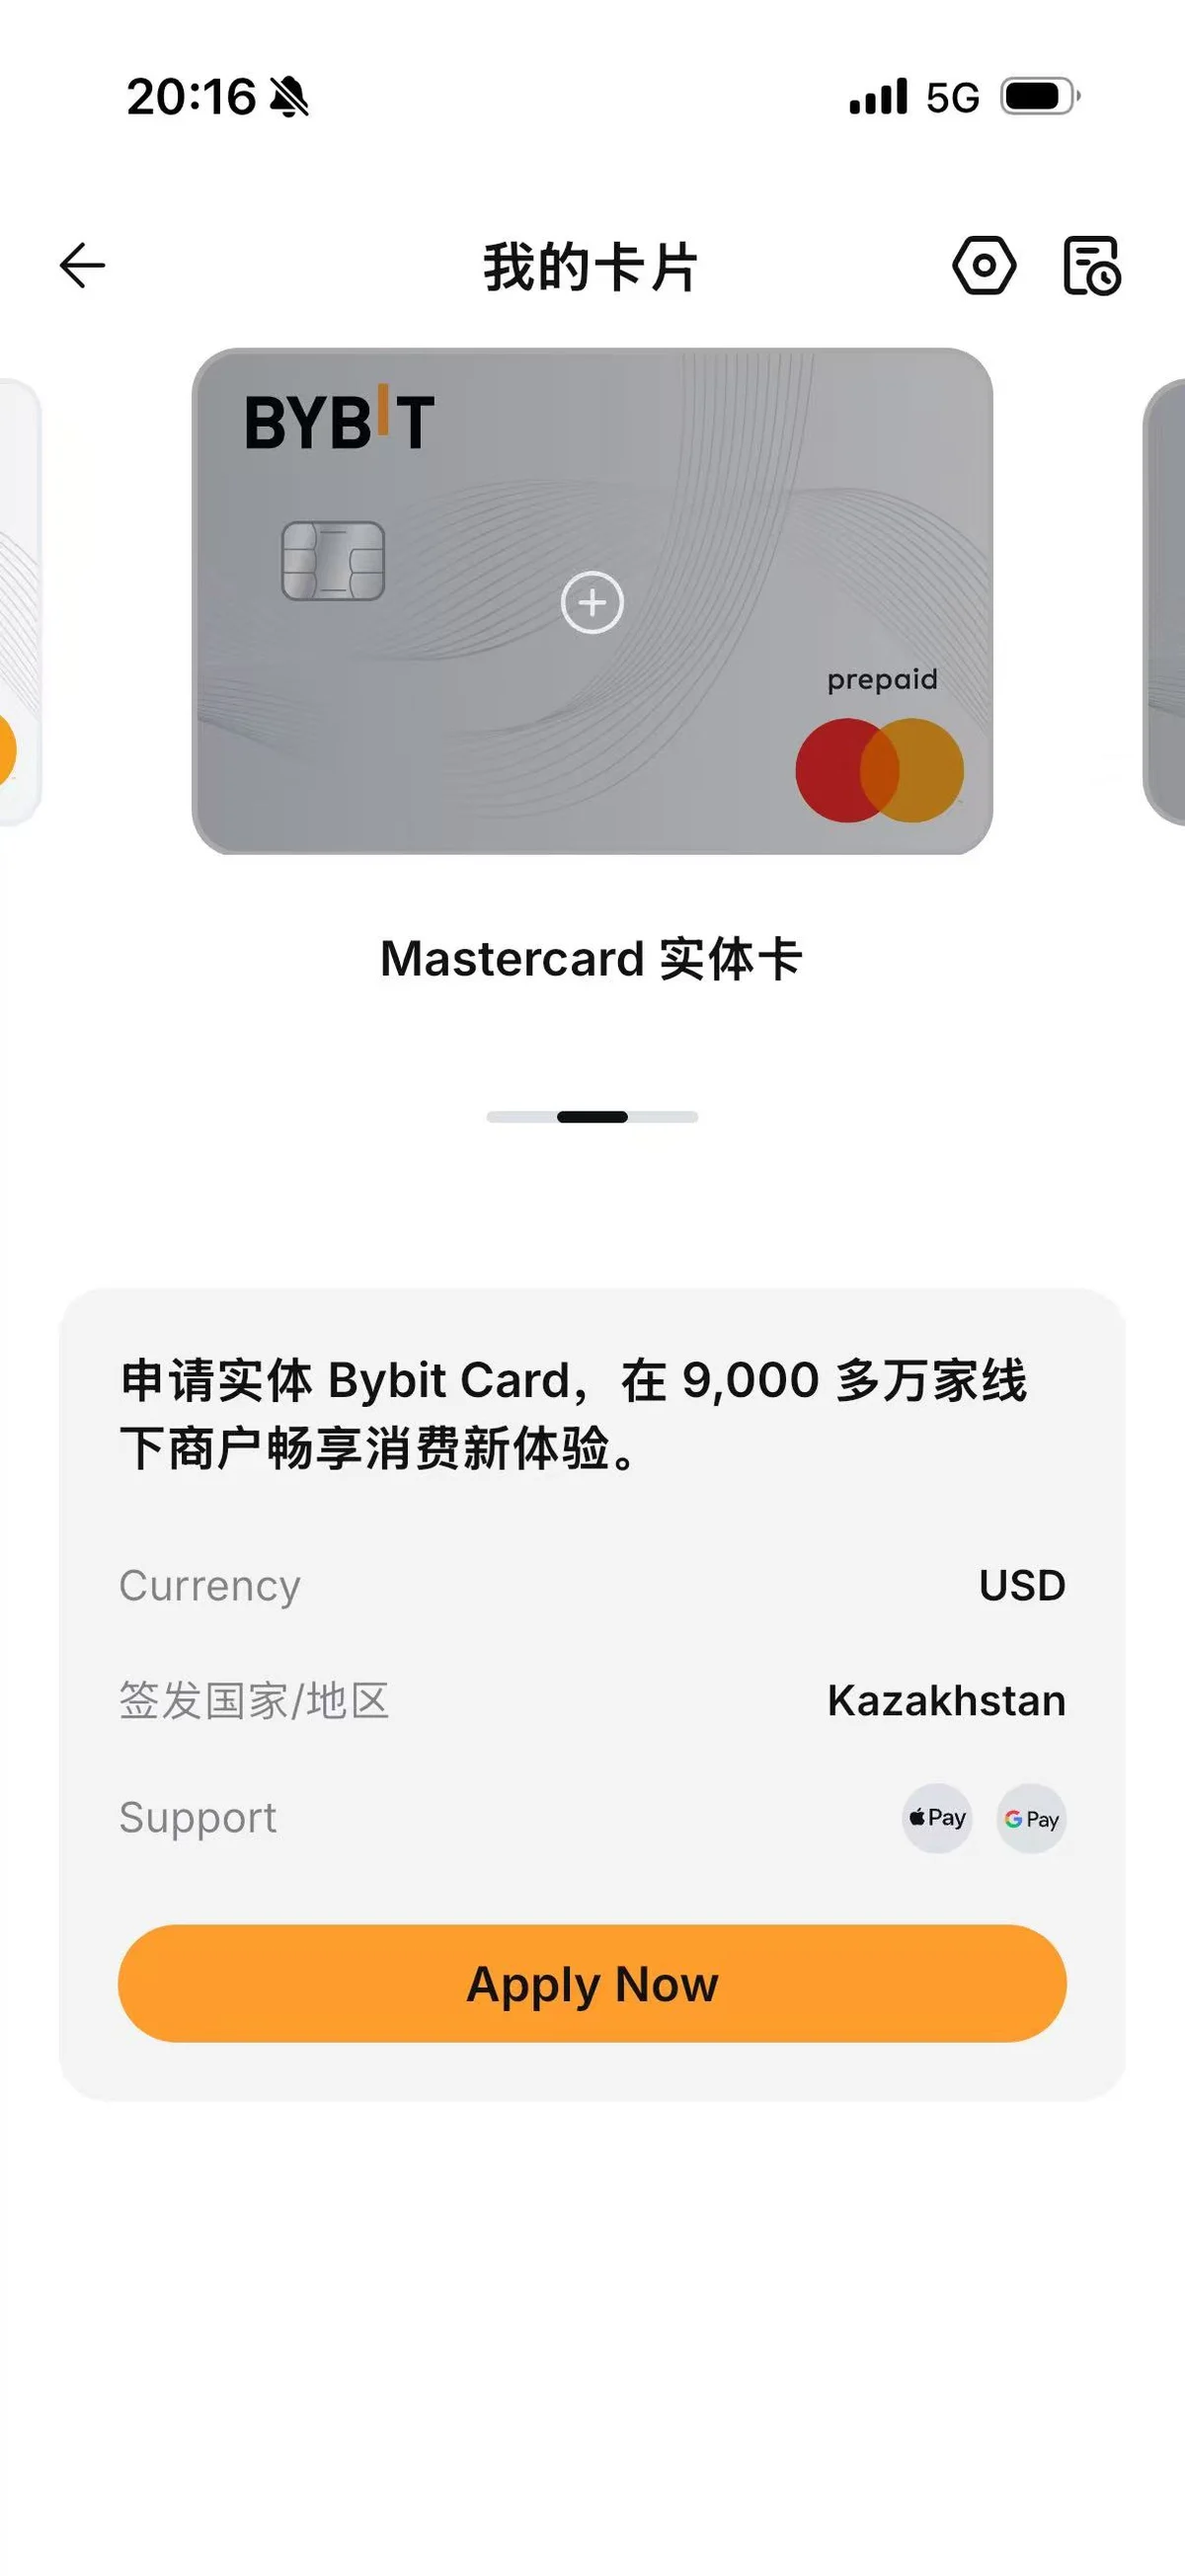 20:16
5G
我的卡片
BYBIT
prepaid
Mastercard 实体卡
申请实体 Bybit Card，在 9,000 多万家线
下商户畅享消费新体验。
Currency USD
签发国家/地区 Kazakhstan
Support Pay G Pay
Apply Now